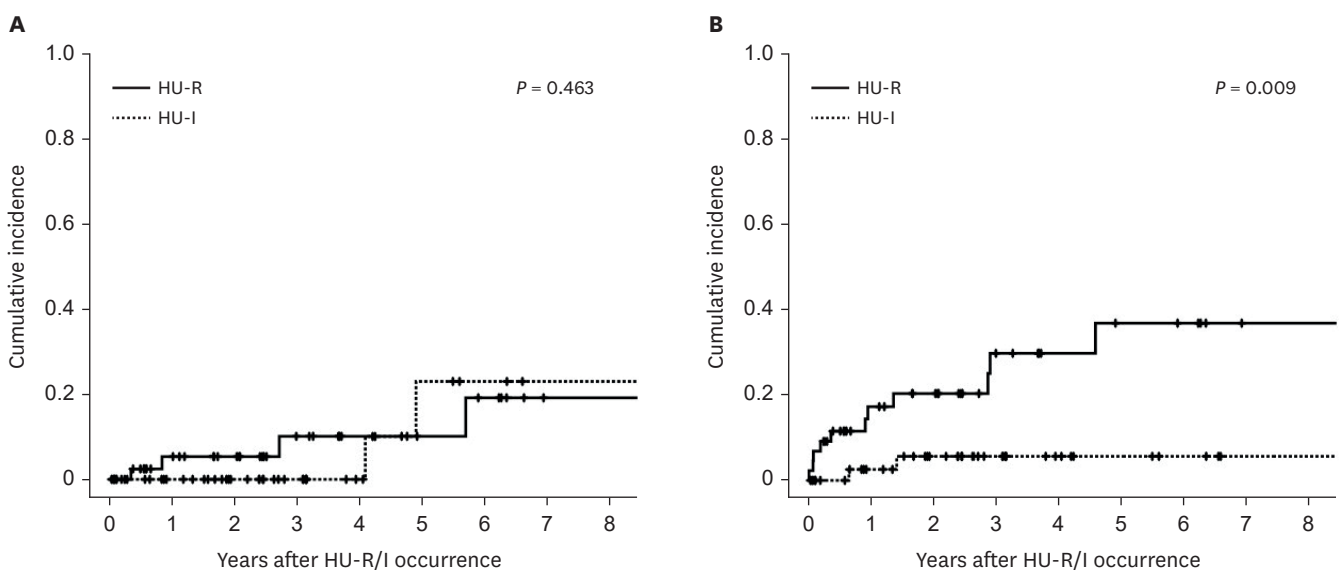 A
1.0
0.8
0.6
0.4
0.2
0
Cumulative incidence
HU-R
HU-I
P = 0.463
0 1 2 3 4 5 6 7 8
Years after HU-R/I occurrence
B
1.0
0.8
0.6
0.4
0.2
0
Cumulative incidence
HU-R
HU-I
P = 0.009
0 1 2 3 4 5 6 7 8
Years after HU-R/I occurrence